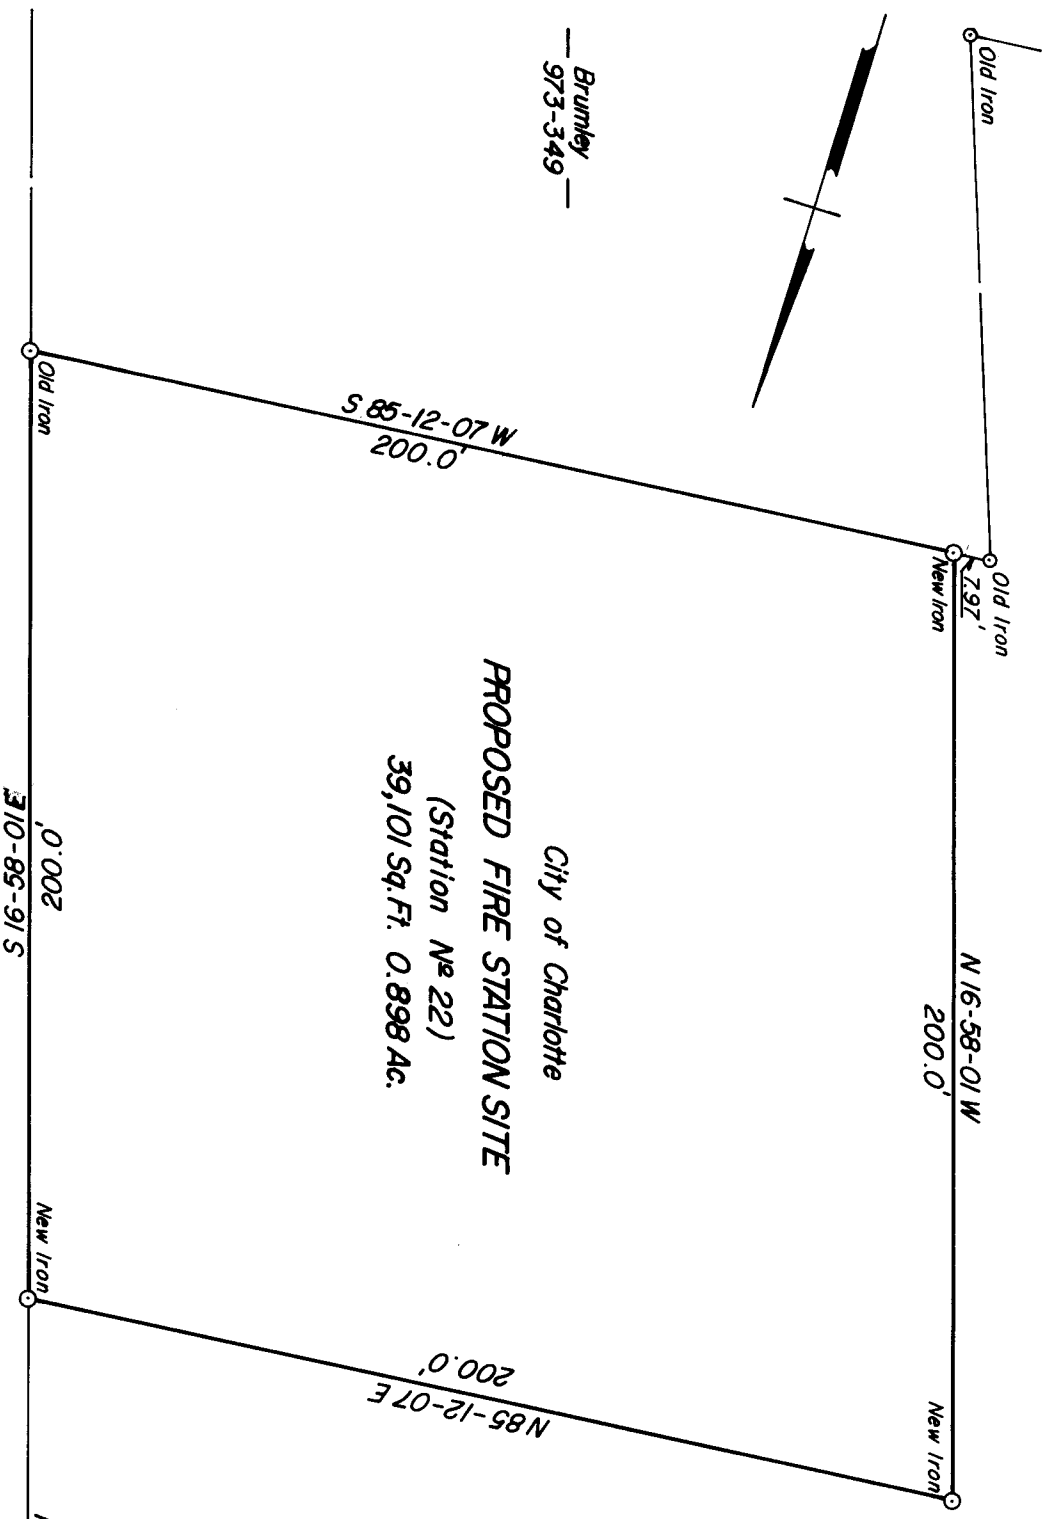 Old Iron
Old Iron
7.97'
New Iron
N 16-58-01 W
200.0'
New Iron
— Brumley —
973-349
S 85-12-07 W
200.0'
City of Charlotte
PROPOSED FIRE STATION SITE
(Station № 22)
39,101 Sq. Ft. 0.898 Ac.
N 85-12-07 E
200.0'
Old Iron
200.0'
S 16-58-01 E
New Iron